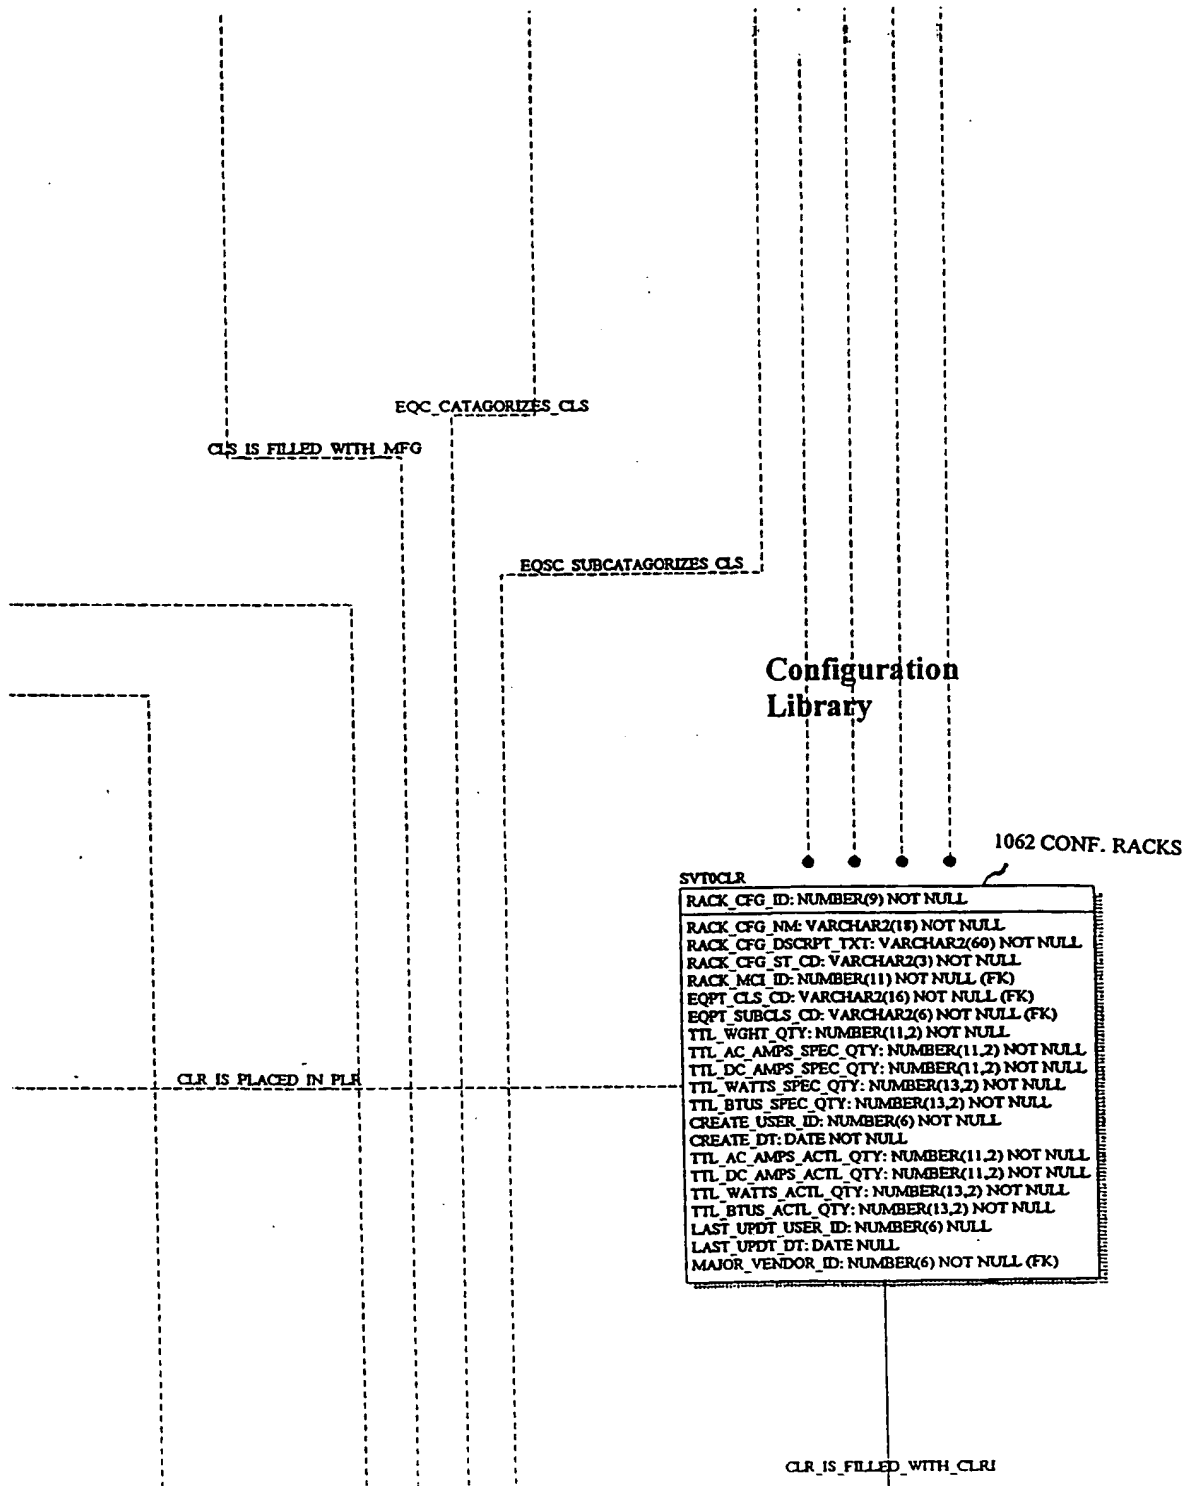 EQC_CATAGORIZES_CLS
CLS_IS_FILLED_WITH_MFG
EQSC_SUBCATAGORIZES_CLS
Configuration
Library
1062 CONF. RACKS
SVT0CLR
RACK_CFG_ID: NUMBER(9) NOT NULL
RACK_CFG_NM: VARCHAR2(18) NOT NULL
RACK_CFG_DSCRPT_TXT: VARCHAR2(60) NOT NULL
RACK_CFG_ST_CD: VARCHAR2(3) NOT NULL
RACK_MCI_ID: NUMBER(11) NOT NULL (FK)
EQPT_CLS_CD: VARCHAR2(16) NOT NULL (FK)
EQPT_SUBCLS_CD: VARCHAR2(6) NOT NULL (FK)
TTL_WGHT_QTY: NUMBER(11,2) NOT NULL
TTL_AC_AMPS_SPEC_QTY: NUMBER(11,2) NOT NULL
TTL_DC_AMPS_SPEC_QTY: NUMBER(11,2) NOT NULL
TTL_WATTS_SPEC_QTY: NUMBER(13,2) NOT NULL
TTL_BTUS_SPEC_QTY: NUMBER(13,2) NOT NULL
CREATE_USER_ID: NUMBER(6) NOT NULL
CREATE_DT: DATE NOT NULL
TTL_AC_AMPS_ACTL_QTY: NUMBER(11,2) NOT NULL
TTL_DC_AMPS_ACTL_QTY: NUMBER(11,2) NOT NULL
TTL_WATTS_ACTL_QTY: NUMBER(13,2) NOT NULL
TTL_BTUS_ACTL_QTY: NUMBER(13,2) NOT NULL
LAST_UPDT_USER_ID: NUMBER(6) NULL
LAST_UPDT_DT: DATE NULL
MAJOR_VENDOR_ID: NUMBER(6) NOT NULL (FK)
CLR_IS_PLACED_IN_PLR
CLR_IS_FILLED_WITH_CLRI